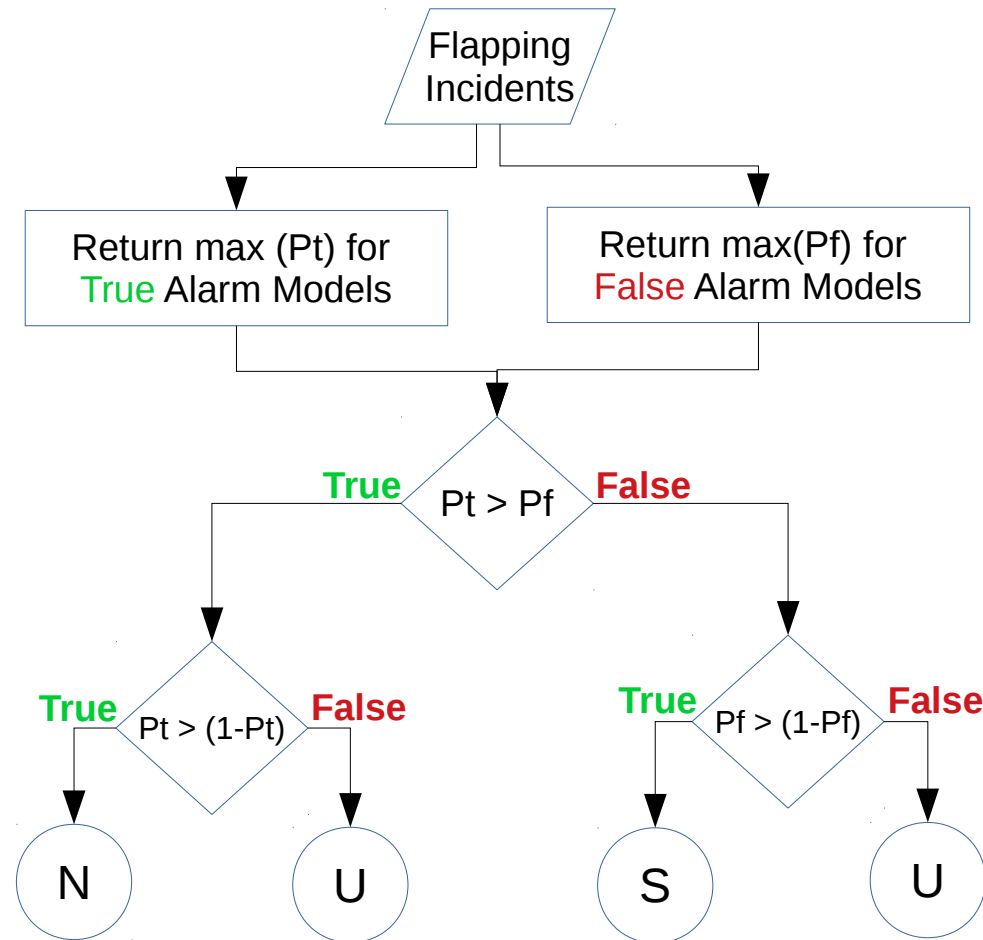 Flapping
Incidents
Return max (Pt) for
True Alarm Models
Return max(Pf) for
False Alarm Models
True
Pt > Pf
False
True
Pt > (1-Pt)
False
True
Pf > (1-Pf)
False
N
U
S
U